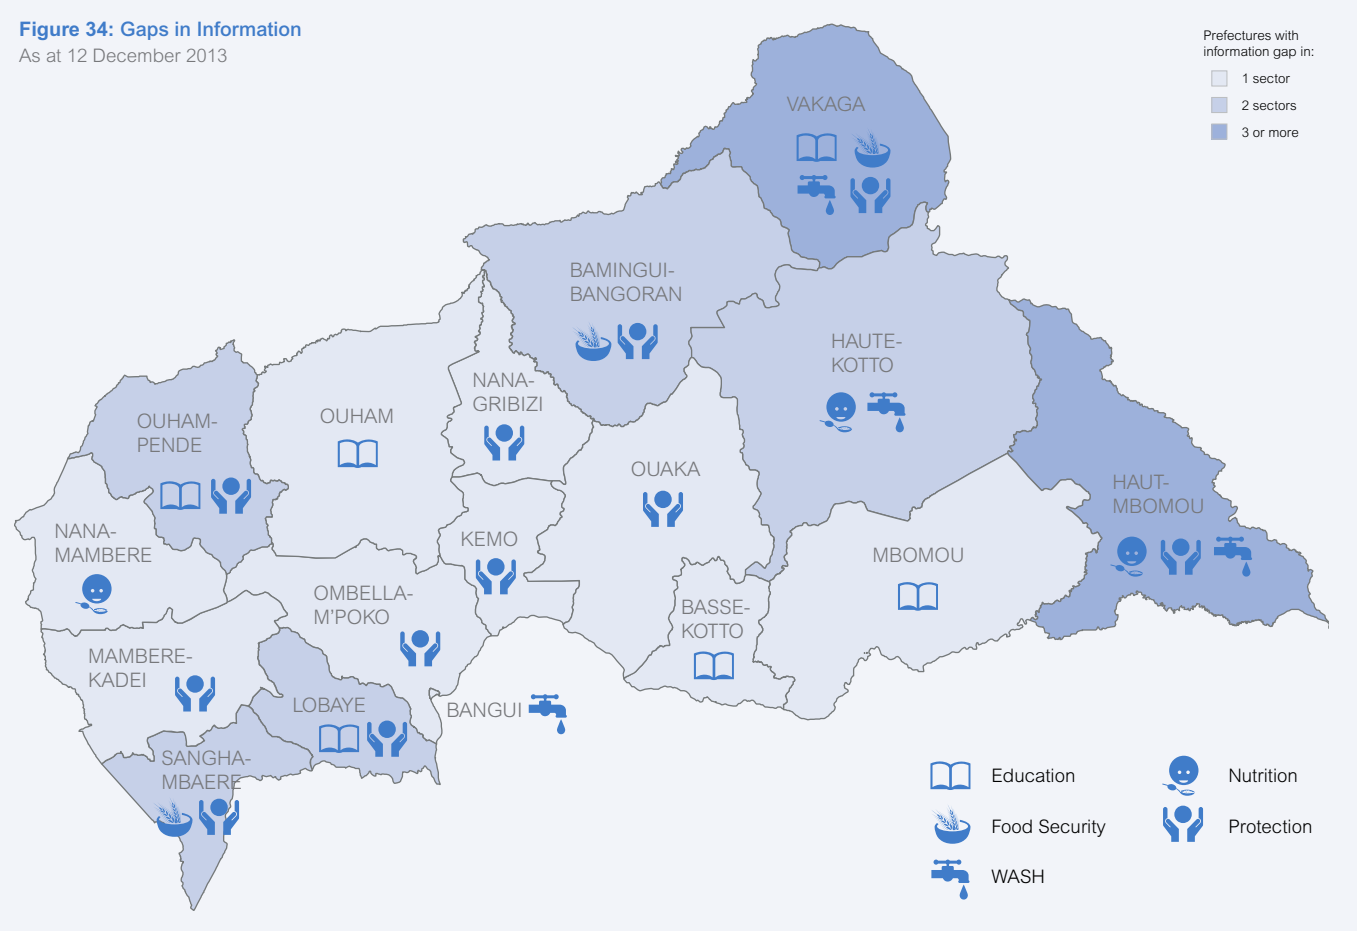 Figure 34: Gaps in Information
As at 12 December 2013
Prefectures with
information gap in:
1 sector
2 sectors
3 or more
VAKAGA
BAMINGUI-
BANGORAN
HAUTE-
KOTTO
NANA-
GRIBIZI
OUHAM-
PENDE
OUHAM
OUAKA
HAUT-
MBOMOU
NANA-
MAMBERE
KEMO
MBOMOU
OMBELLA-
M'POKO
BASSE-
KOTTO
MAMBERE-
KADEI
LOBAYE
BANGUI
SANGHA-
MBAERE
Education
Nutrition
Food Security
Protection
WASH